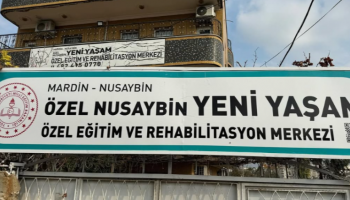 YENİ YAŞAM
ÖZEL EĞİTİM VE REHABİLİTASYON MERKEZİ
MARDİN - NUSAYBİN
ÖZEL NUSAYBİN YENİ YAŞAM
ÖZEL EĞİTİM VE REHABİLİTASYON MERKEZİ